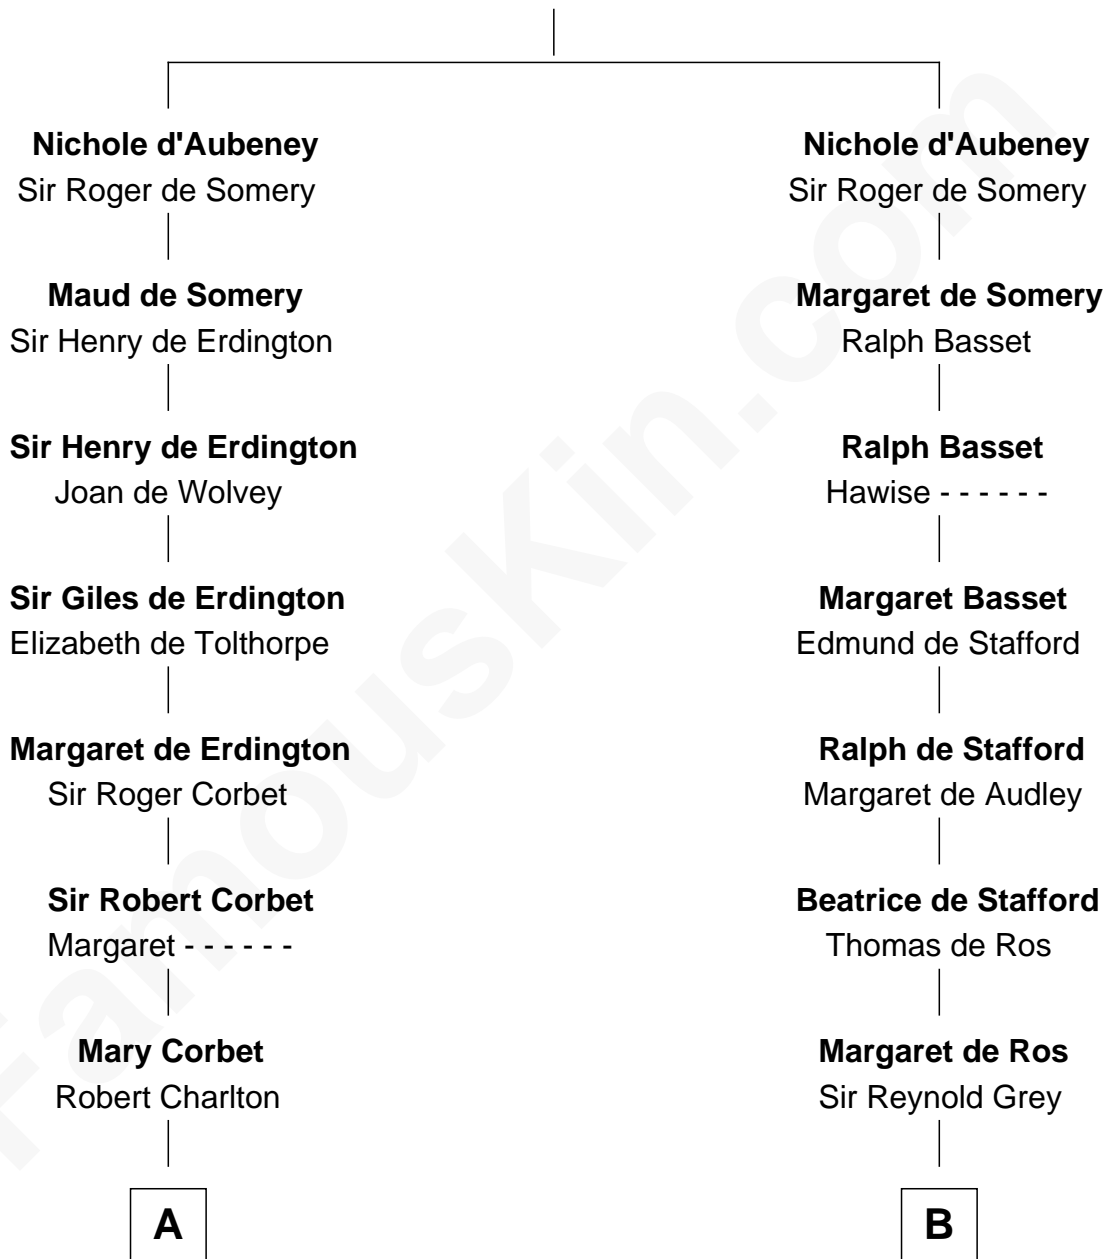 Nichole d'Aubeney
Sir Roger de Somery
Maud de Somery
Sir Henry de Erdington
Sir Henry de Erdington
Joan de Wolvey
Sir Giles de Erdington
Elizabeth de Tolthorpe
Margaret de Erdington
Sir Roger Corbet
Sir Robert Corbet
Margaret - - - - - -
Mary Corbet
Robert Charlton
A
Nichole d'Aubeney
Sir Roger de Somery
Margaret de Somery
Ralph Basset
Ralph Basset
Hawise - - - - - -
Margaret Basset
Edmund de Stafford
Ralph de Stafford
Margaret de Audley
Beatrice de Stafford
Thomas de Ros
Margaret de Ros
Sir Reynold Grey
B
FamousKin.com